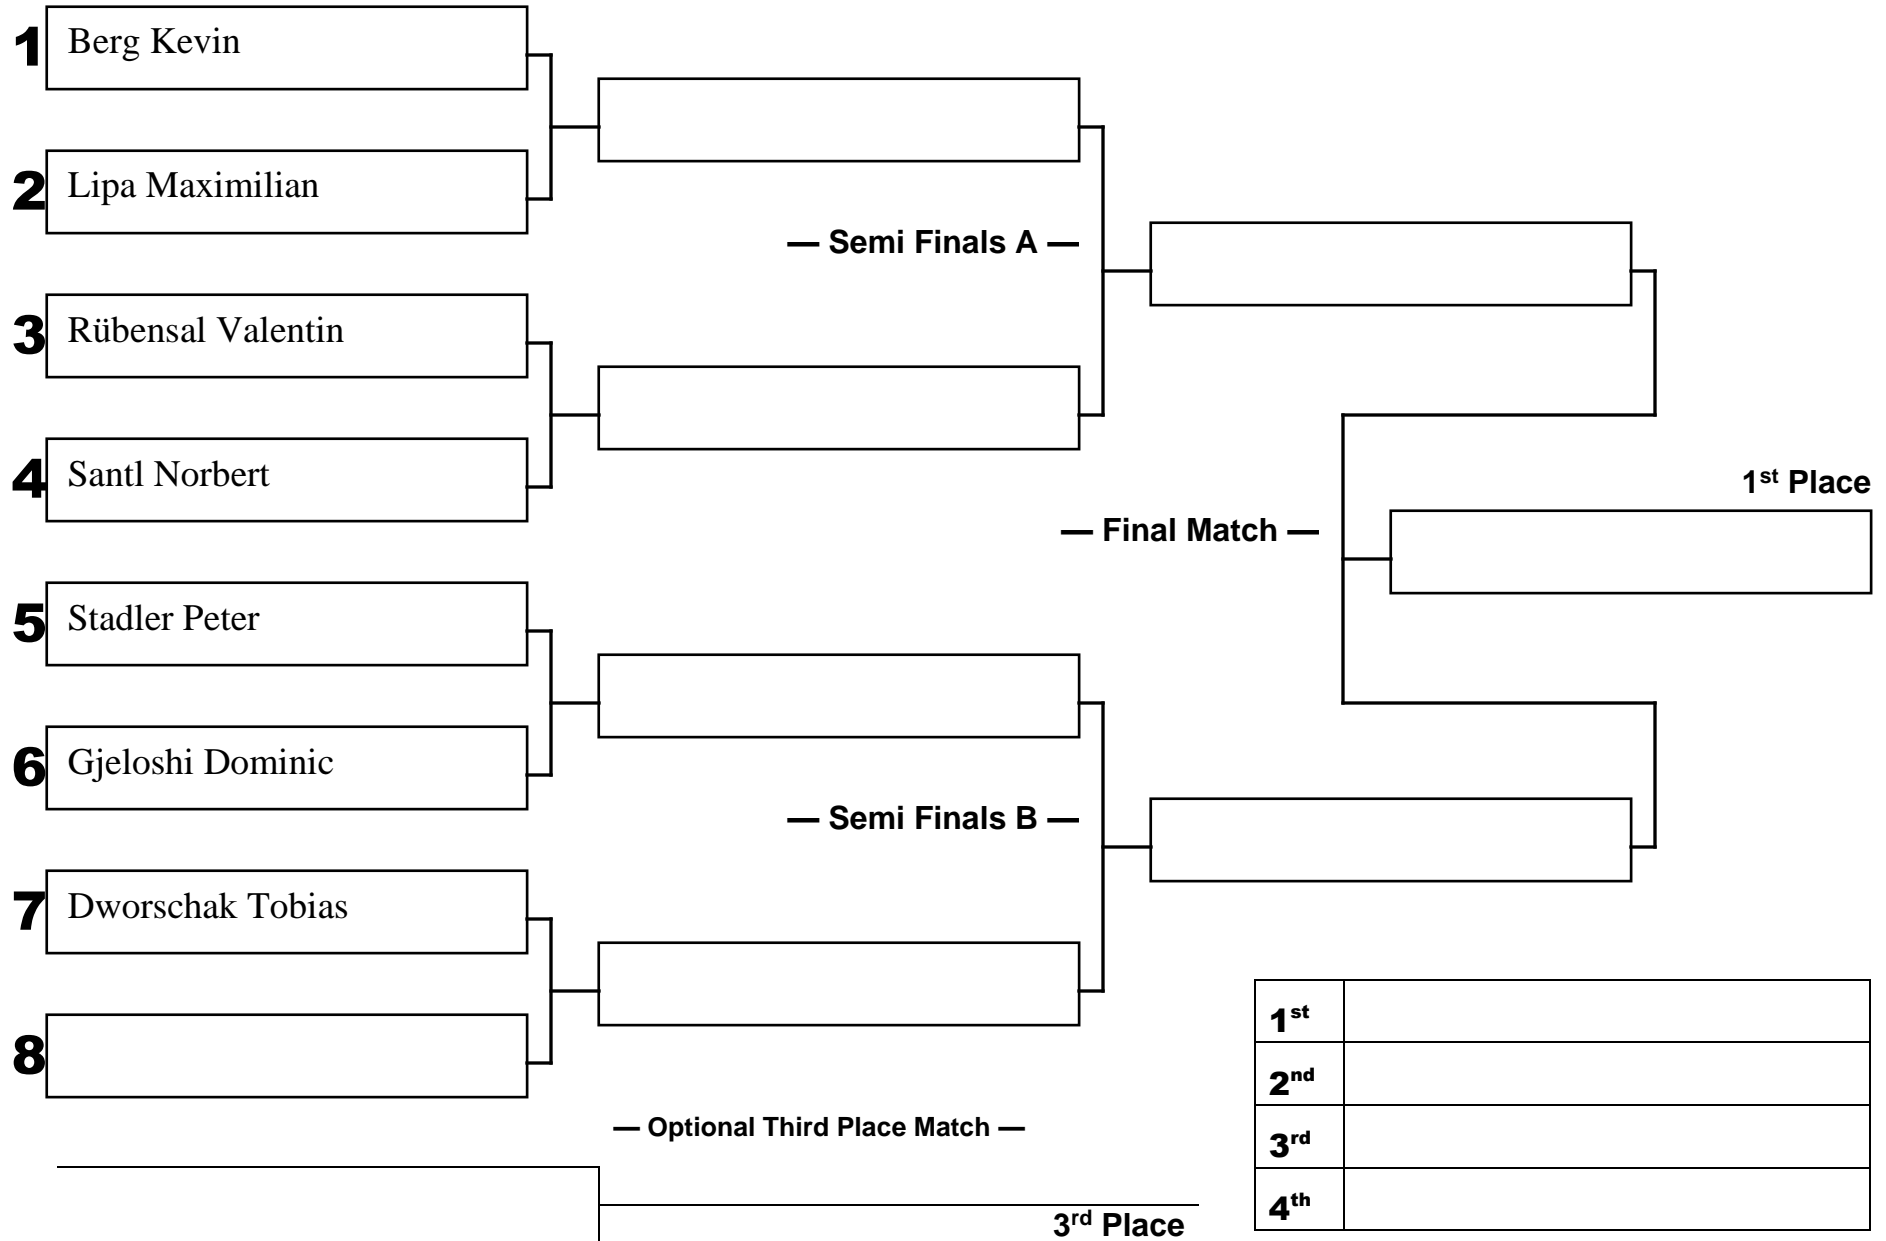 1 Berg Kevin
2 Lipa Maximilian
— Semi Finals A —
3 Rübensal Valentin
4 Santl Norbert
1st Place
— Final Match —
5 Stadler Peter
6 Gjeloshi Dominic
— Semi Finals B —
7 Dworschak Tobias
8
— Optional Third Place Match —
3rd Place
1st
2nd
3rd
4th